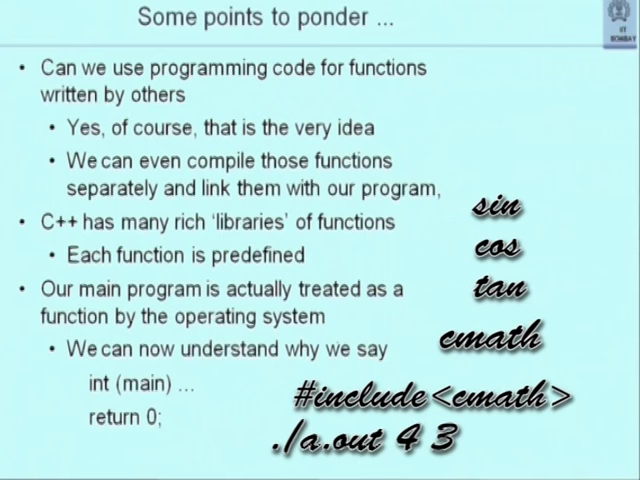 Some points to ponder ...
IIT
BOMBAY
• Can we use programming code for functions
written by others
• Yes, of course, that is the very idea
• We can even compile those functions
separately and link them with our program,
• C++ has many rich ‘libraries’ of functions
• Each function is predefined
• Our main program is actually treated as a
function by the operating system
• We can now understand why we say
int (main) ...
return 0;
sin
cos
tan
cmath
#include<cmath>
./a.out 4 3